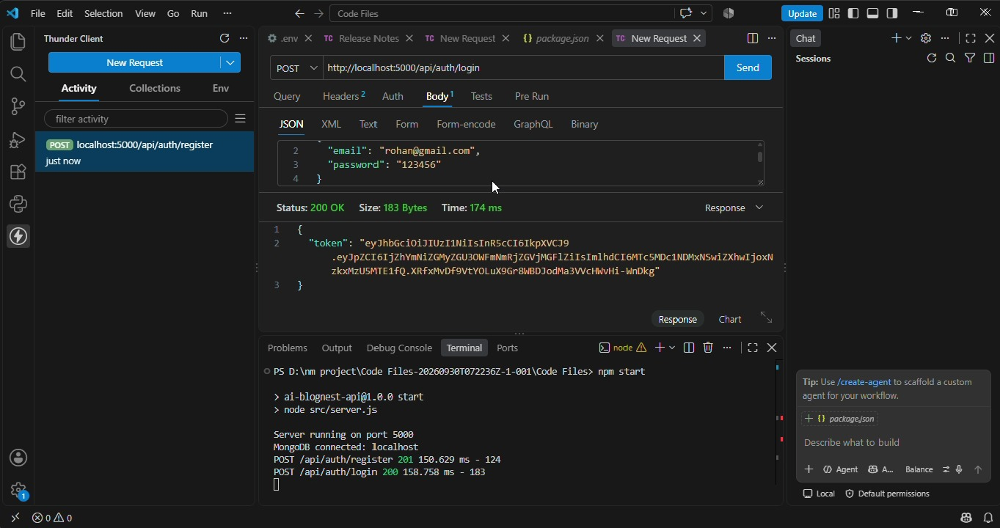 File Edit Selection View Go Run ···
Code Files
Update
Thunder Client
New Request
Activity Collections Env
filter activity
POST localhost:5000/api/auth/register
just now
.env TC Release Notes TC New Request {} package.json TC New Request
POST http://localhost:5000/api/auth/login Send
Query Headers 2 Auth Body 1 Tests Pre Run
JSON XML Text Form Form-encode GraphQL Binary
2 "email": "rohan@gmail.com",
3 "password": "123456"
4 }
Status: 200 OK Size: 183 Bytes Time: 174 ms Response
1 {
2 "token": "eyJhbGciOiJIUzI1NiIsInR5cCI6IkpXVCJ9
.eyJpZCI6IjZhYmNiZGMyZGU3OWFmNmRjZGVjMGFlZiIsImlhdCI6MTc5MDc1NDMxNSwiZXhwIjoxN
zkxMzU5MTE1fQ.XRfxMvDf9VtYOLuX9Gr8WBDJodMa3VVcHWvHi-WnDkg"
3 }
Response Chart
Problems Output Debug Console Terminal Ports
node
PS D:\nm project\Code Files-20260930T072236Z-1-001\Code Files> npm start
> ai-blognest-api@1.0.0 start
> node src/server.js
Server running on port 5000
MongoDB connected: localhost
POST /api/auth/register 201 150.629 ms - 124
POST /api/auth/login 200 158.758 ms - 183
Chat
Sessions
Tip: Use /create-agent to scaffold a custom
agent for your workflow.
+ {} package.json
Describe what to build
Agent A... Balance
Local Default permissions
1
0 0